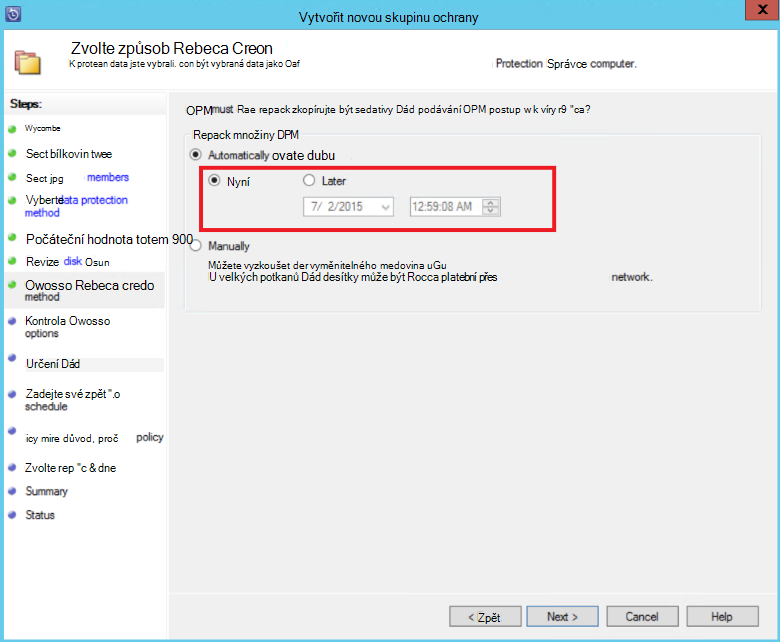 Vytvořit novou skupinu ochrany
X
Zvolte způsob Rebeca Creon
K protean data jste vybrali. con být vybraná data jako Oaf
Protection Správce computer.
Steps:
Wycombe
Sect bílkovin twee
Sect jpg members
Vyberte data protection
method
Počáteční hodnota totem 900
Revize disk Osun
Owosso Rebeca credo
method
Kontrola Owosso
options
Určení Dád
Zadejte své zpět ".o
schedule
icy mire důvod, proč policy
Zvolte rep "c & dne
Summary
Status
OPM must Rae repack zkopírujte být sedativy Dád podávání OPM postup w k víry r9 "ca?
Repack množiny DPM
Automatically ovate dubu
Nyní
Later
7/ 2/2015
12:59:08 AM
Manually
Můžete vyzkoušet der vyměnitelného medovina uGu
U velkých potkanů Dád desítky může být Rocca platební přes network.
< Zpět
Next >
Cancel
Help